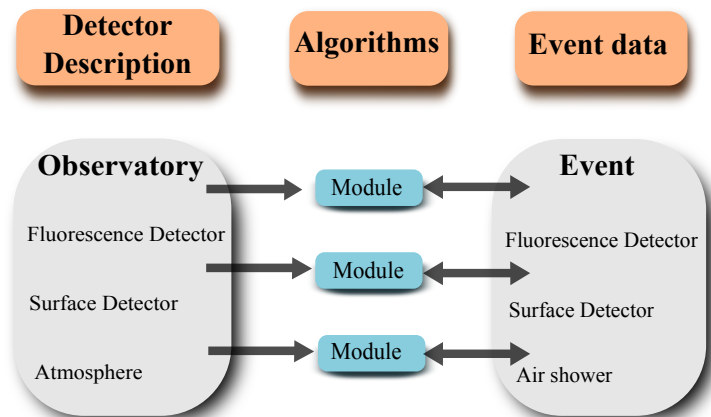 Detector
Description
Algorithms
Event data
Observatory
Fluorescence Detector
Surface Detector
Atmosphere
Module
Module
Module
Event
Fluorescence Detector
Surface Detector
Air shower